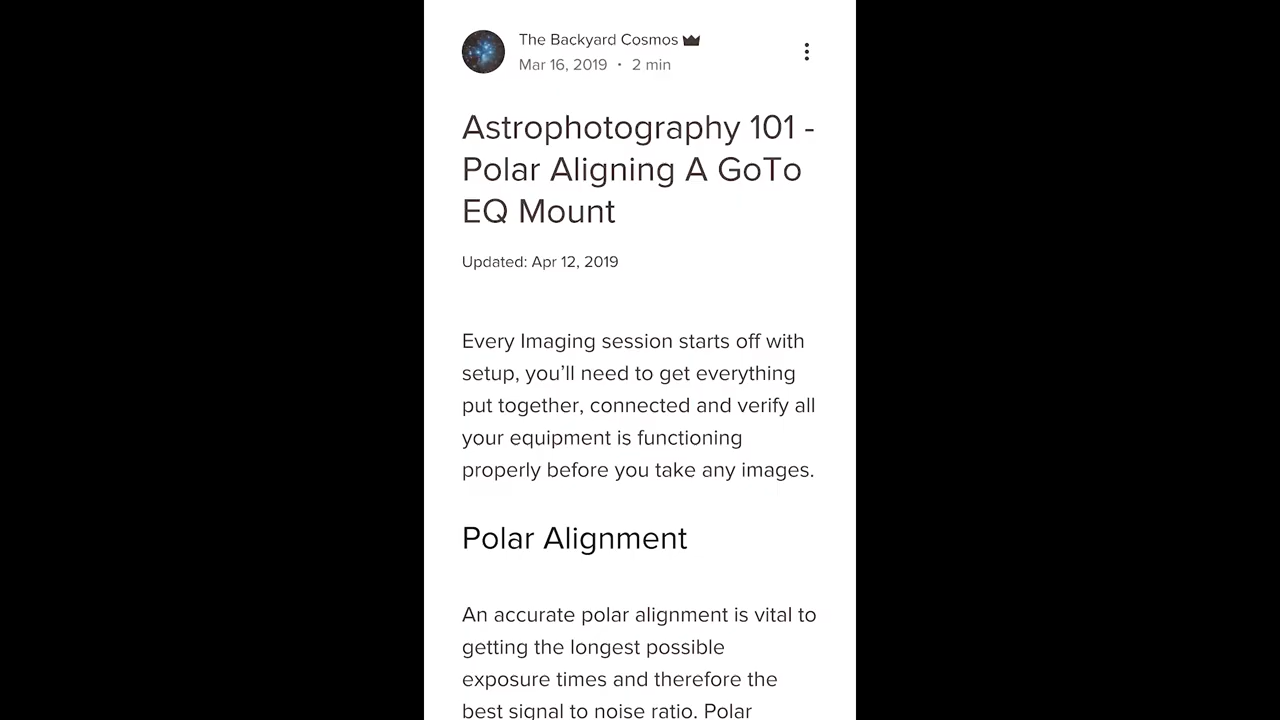 The Backyard Cosmos
Mar 16, 2019 · 2 min
Astrophotography 101 -
Polar Aligning A GoTo
EQ Mount
Updated: Apr 12, 2019
Every Imaging session starts off with
setup, you’ll need to get everything
put together, connected and verify all
your equipment is functioning
properly before you take any images.
Polar Alignment
An accurate polar alignment is vital to
getting the longest possible
exposure times and therefore the
best signal to noise ratio. Polar